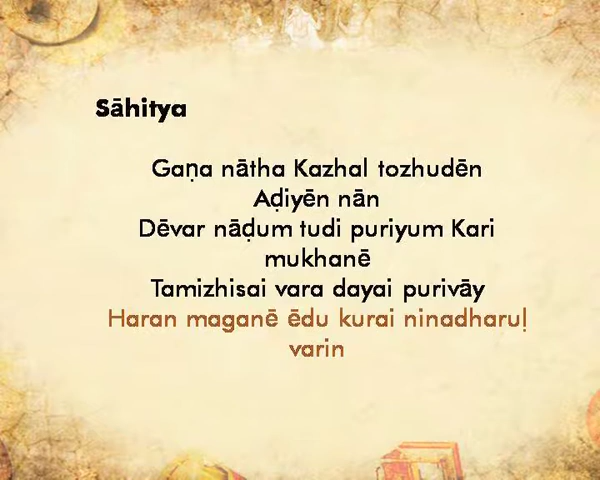 Sāhitya
Gaṇa nātha Kazhal tozhudēn
Aḍiyēn nān
Dēvar nāḍum tudi puriyum Kari
mukhanē
Tamizhisai vara dayai purivāy
Haran maganē ēdu kurai ninadharuḷ
varin